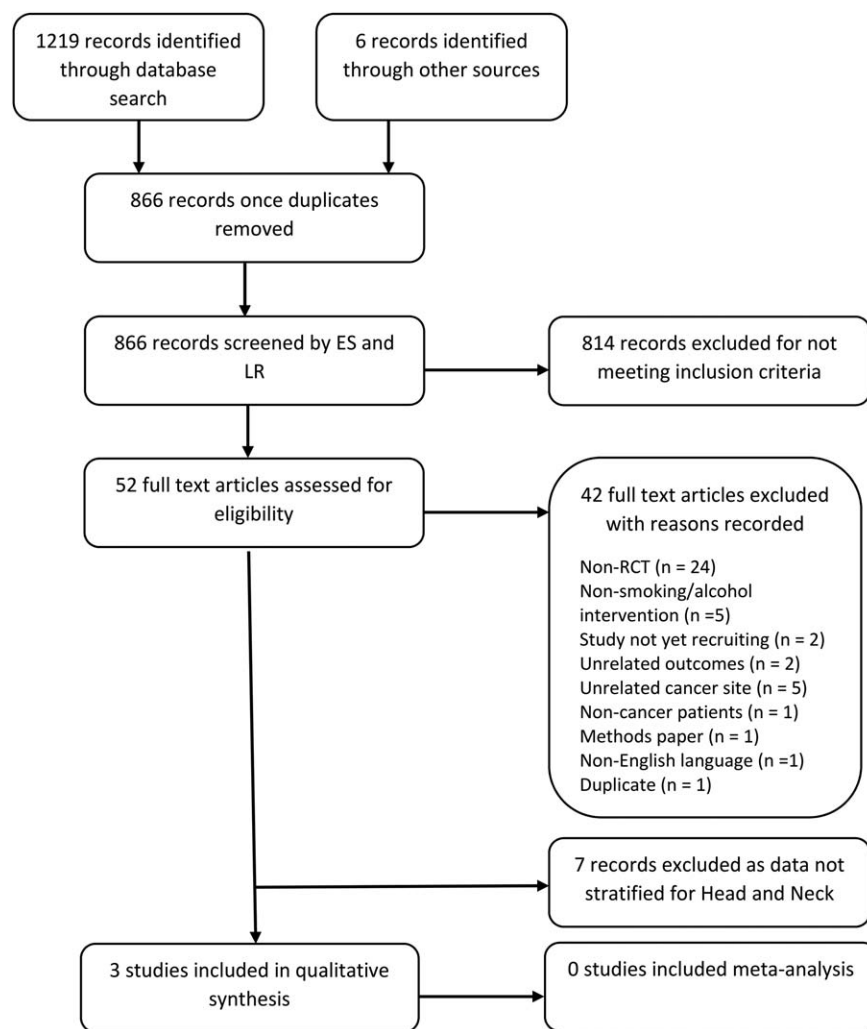 1219 records identified
through database
search
6 records identified
through other sources
866 records once duplicates
removed
866 records screened by ES and
LR
814 records excluded for not
meeting inclusion criteria
52 full text articles assessed for
eligibility
42 full text articles excluded
with reasons recorded
Non-RCT (n = 24)
Non-smoking/alcohol
intervention (n =5)
Study not yet recruiting (n = 2)
Unrelated outcomes (n = 2)
Unrelated cancer site (n = 5)
Non-cancer patients (n = 1)
Methods paper (n = 1)
Non-English language (n =1)
Duplicate (n = 1)
7 records excluded as data not
stratified for Head and Neck
3 studies included in qualitative
synthesis
0 studies included meta-analysis